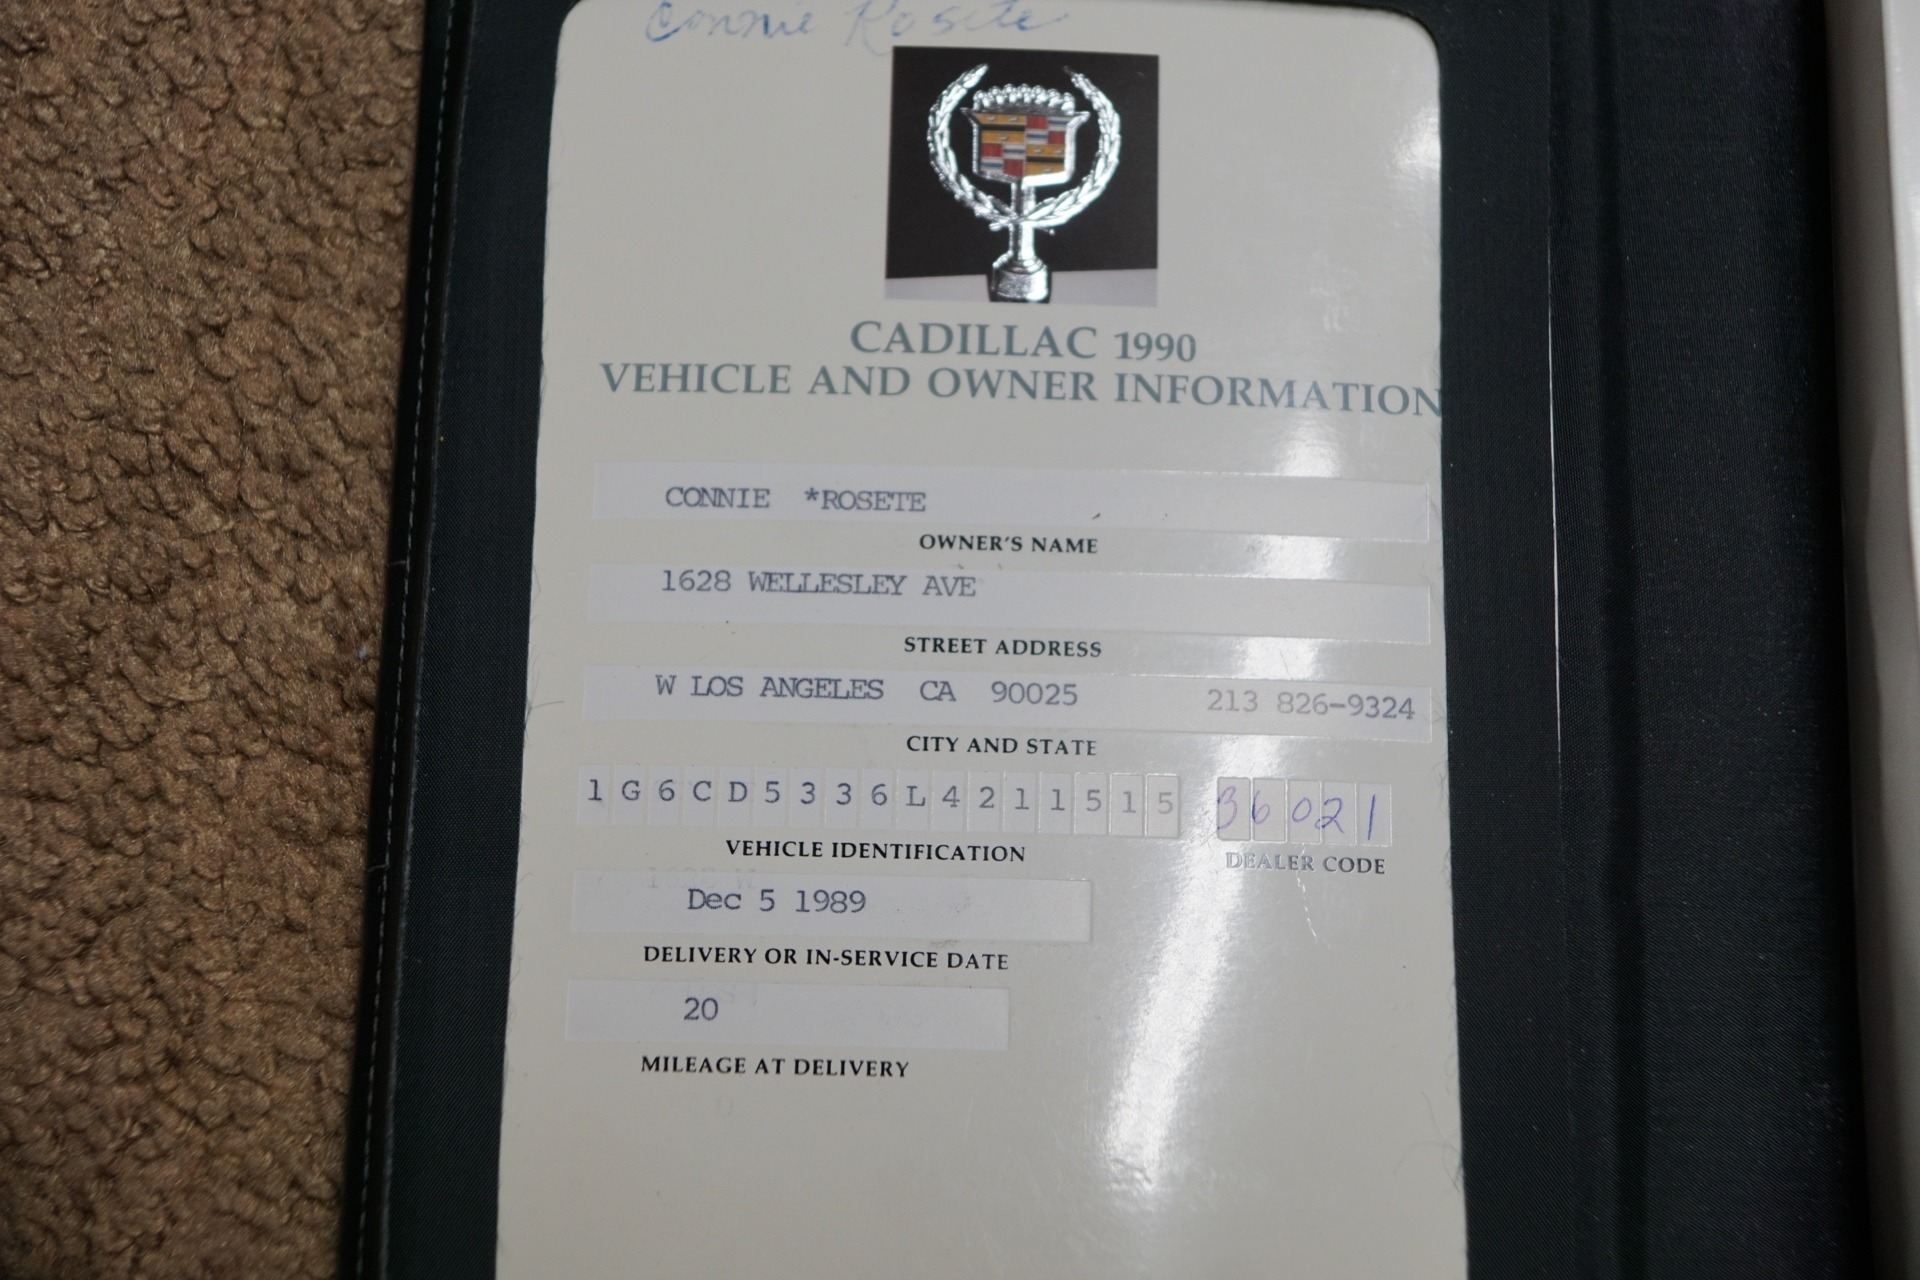 Connie Rosete
CADILLAC 1990
VEHICLE AND OWNER INFORMATION
CONNIE *ROSETE
OWNER'S NAME
1628 WELLESLEY AVE
STREET ADDRESS
W LOS ANGELES CA 90025 213 826-9324
CITY AND STATE
1G6CD5336L4211515 36021
VEHICLE IDENTIFICATION DEALER CODE
Dec 5 1989
DELIVERY OR IN-SERVICE DATE
20
MILEAGE AT DELIVERY